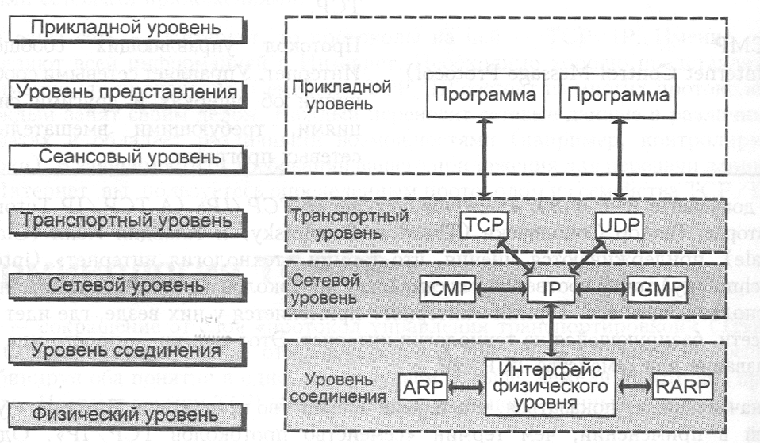 Прикладной уровень
Уровень представления
Сеансовый уровень
Транспортный уровень
Сетевой уровень
Уровень соединения
Физический уровень
Прикладной
уровень
Программа
Программа
Транспортный
уровень
TCP
UDP
Сетевой
уровень
ICMP
IP
IGMP
Уровень
соединения
ARP
Интерфейс
физического
уровня
RARP